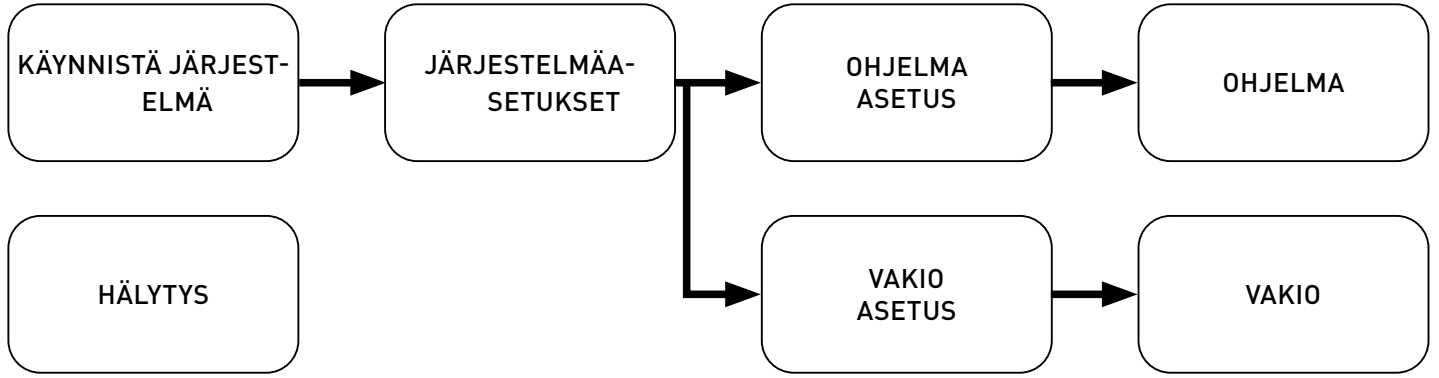 KÄYNNISTÄ JÄRJEST-
ELMÄ
JÄRJESTELMÄA-
SETUKSET
OHJELMA
ASETUS
OHJELMA
HÄLYTYS
VAKIO
ASETUS
VAKIO